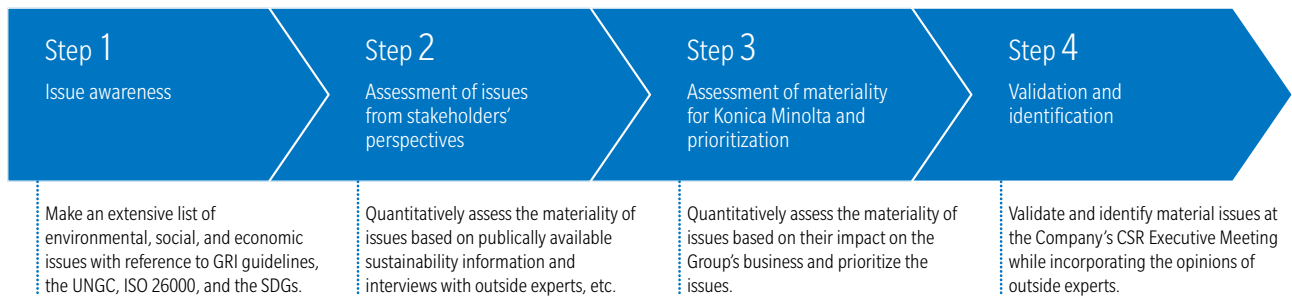 Step 1
Issue awareness
Make an extensive list of
environmental, social, and economic
issues with reference to GRI guidelines,
the UNGC, ISO 26000, and the SDGs.
Step 2
Assessment of issues
from stakeholders'
perspectives
Quantitatively assess the materiality of
issues based on publically available
sustainability information and
interviews with outside experts, etc.
Step 3
Assessment of materiality
for Konica Minolta and
prioritization
Quantitatively assess the materiality of
issues based on their impact on the
Group's business and prioritize the
issues.
Step 4
Validation and
identification
Validate and identify material issues at
the Company's CSR Executive Meeting
while incorporating the opinions of
outside experts.